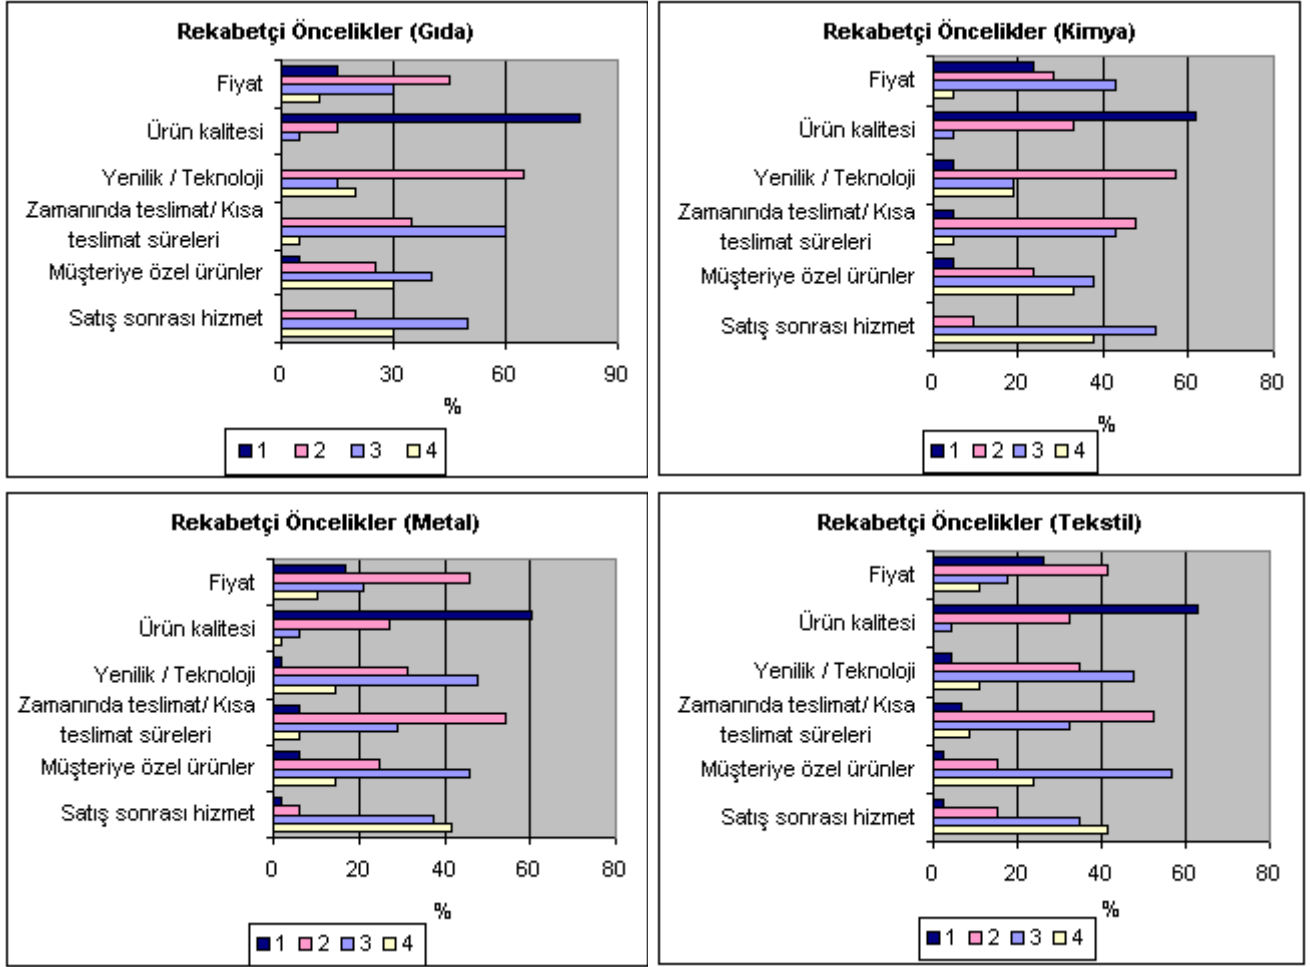 Rekabetçi Öncelikler (Gıda)
Fiyat
Ürün kalitesi
Yenilik / Teknoloji
Zamanında teslimat/ Kısa
teslimat süreleri
Müşteriye özel ürünler
Satış sonrası hizmet
0 30 60 90
%
1 2 3 4
Rekabetçi Öncelikler (Kimya)
Fiyat
Ürün kalitesi
Yenilik / Teknoloji
Zamanında teslimat/ Kısa
teslimat süreleri
Müşteriye özel ürünler
Satış sonrası hizmet
0 20 40 60 80
%
1 2 3 4
Rekabetçi Öncelikler (Metal)
Fiyat
Ürün kalitesi
Yenilik / Teknoloji
Zamanında teslimat/ Kısa
teslimat süreleri
Müşteriye özel ürünler
Satış sonrası hizmet
0 20 40 60 80
%
1 2 3 4
Rekabetçi Öncelikler (Tekstil)
Fiyat
Ürün kalitesi
Yenilik / Teknoloji
Zamanında teslimat/ Kısa
teslimat süreleri
Müşteriye özel ürünler
Satış sonrası hizmet
0 20 40 60 80
%
1 2 3 4